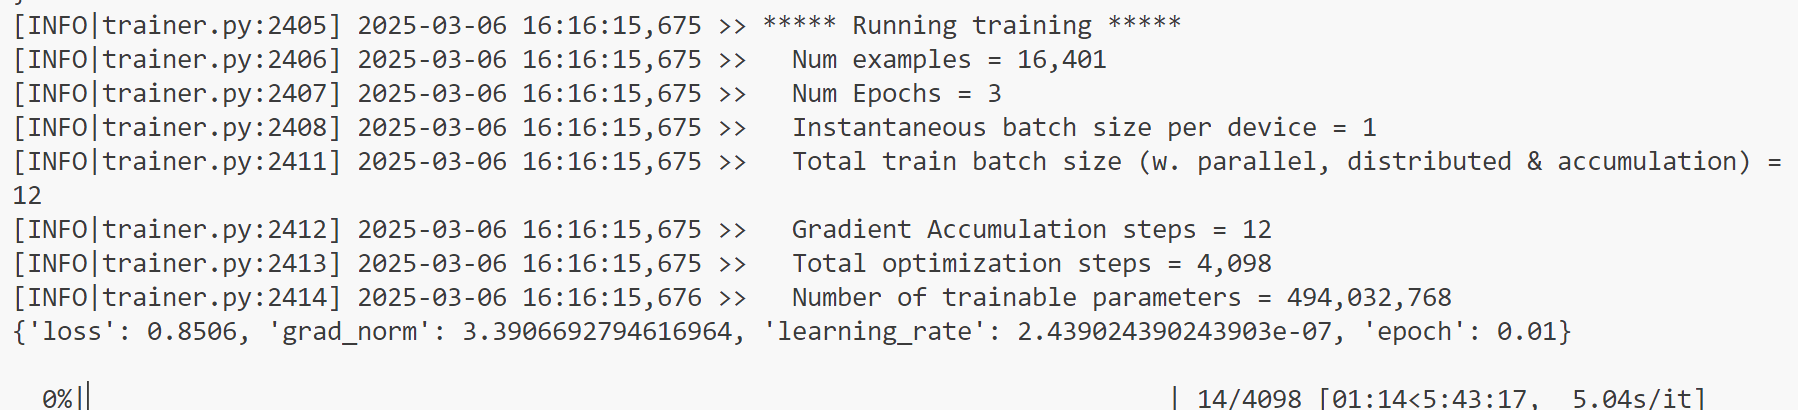 [INFO|trainer.py:2405] 2025-03-06 16:16:15,675 >> ***** Running training *****
[INFO|trainer.py:2406] 2025-03-06 16:16:15,675 >>   Num examples = 16,401
[INFO|trainer.py:2407] 2025-03-06 16:16:15,675 >>   Num Epochs = 3
[INFO|trainer.py:2408] 2025-03-06 16:16:15,675 >>   Instantaneous batch size per device = 1
[INFO|trainer.py:2411] 2025-03-06 16:16:15,675 >>   Total train batch size (w. parallel, distributed & accumulation) =
12
[INFO|trainer.py:2412] 2025-03-06 16:16:15,675 >>   Gradient Accumulation steps = 12
[INFO|trainer.py:2413] 2025-03-06 16:16:15,675 >>   Total optimization steps = 4,098
[INFO|trainer.py:2414] 2025-03-06 16:16:15,676 >>   Number of trainable parameters = 494,032,768
{'loss': 0.8506, 'grad_norm': 3.3906692794616964, 'learning_rate': 2.439024390243903e-07, 'epoch': 0.01}
0%|| | 14/4098 [01:14<5:43:17,  5.04s/it]